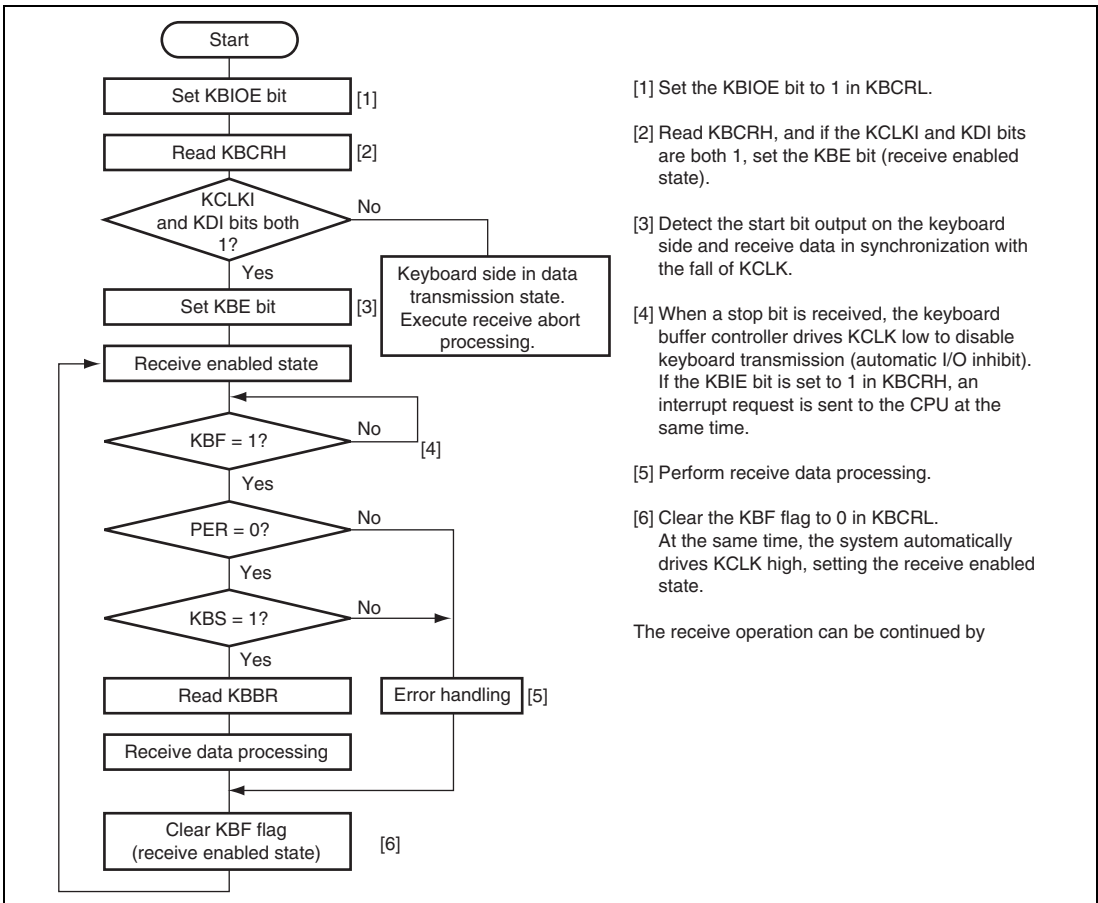 Start
Set KBIOE bit
[1]
Read KBCRH
[2]
KCLKI
and KDI bits both
1?
No
Yes
Keyboard side in data
transmission state.
Execute receive abort
processing.
Set KBE bit
[3]
Receive enabled state
KBF = 1?
No
[4]
Yes
PER = 0?
No
Yes
KBS = 1?
No
Yes
Read KBBR
Error handling
[5]
Receive data processing
Clear KBF flag
(receive enabled state)
[6]
[1] Set the KBIOE bit to 1 in KBCRL.
[2] Read KBCRH, and if the KCLKI and KDI bits
are both 1, set the KBE bit (receive enabled
state).
[3] Detect the start bit output on the keyboard
side and receive data in synchronization with
the fall of KCLK.
[4] When a stop bit is received, the keyboard
buffer controller drives KCLK low to disable
keyboard transmission (automatic I/O inhibit).
If the KBIE bit is set to 1 in KBCRH, an
interrupt request is sent to the CPU at the
same time.
[5] Perform receive data processing.
[6] Clear the KBF flag to 0 in KBCRL.
At the same time, the system automatically
drives KCLK high, setting the receive enabled
state.
The receive operation can be continued by